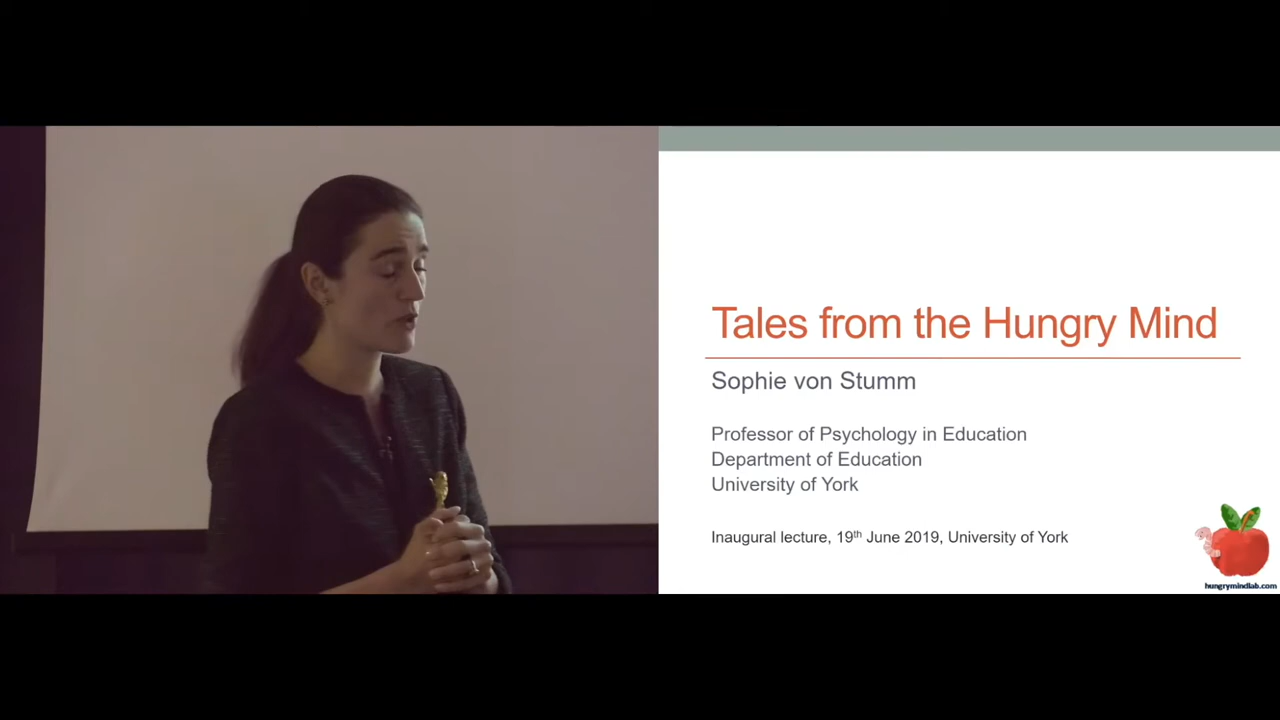 Tales from the Hungry Mind
Sophie von Stumm
Professor of Psychology in Education
Department of Education
University of York
Inaugural lecture, 19th June 2019, University of York
hungrymindlab.com